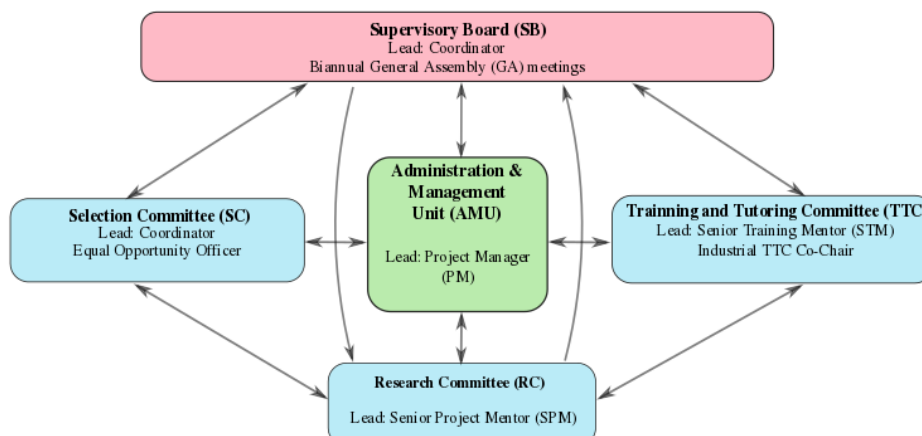 Supervisory Board (SB)
Lead: Coordinator
Biannual General Assembly (GA) meetings
Administration &
Management
Unit (AMU)
Lead: Project Manager
(PM)
Selection Committee (SC)
Lead: Coordinator
Equal Opportunity Officer
Trainning and Tutoring Committee (TTC
Lead: Senior Training Mentor (STM)
Industrial TTC Co-Chair
Research Committee (RC)
Lead: Senior Project Mentor (SPM)